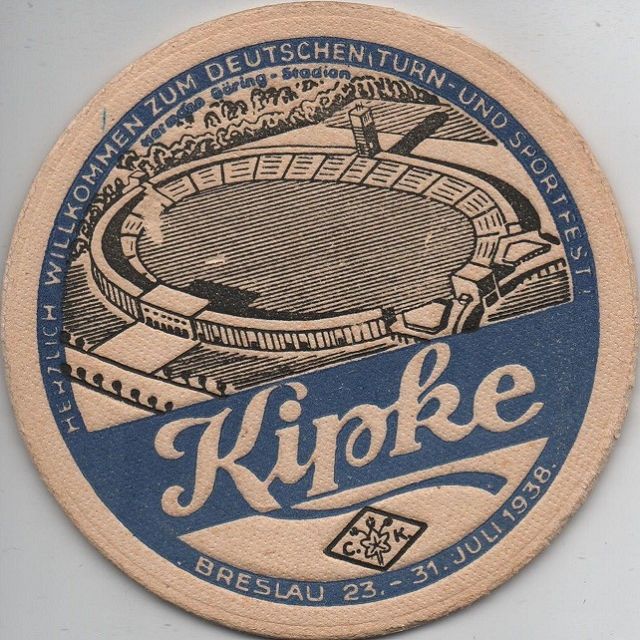 HERZLICH WILLKOMMEN ZUM DEUTSCHEN TURN- UND SPORTFEST!
Hermann Göring - Stadion
Kipke
C. K.
BRESLAU 23.-31. JULI 1938.